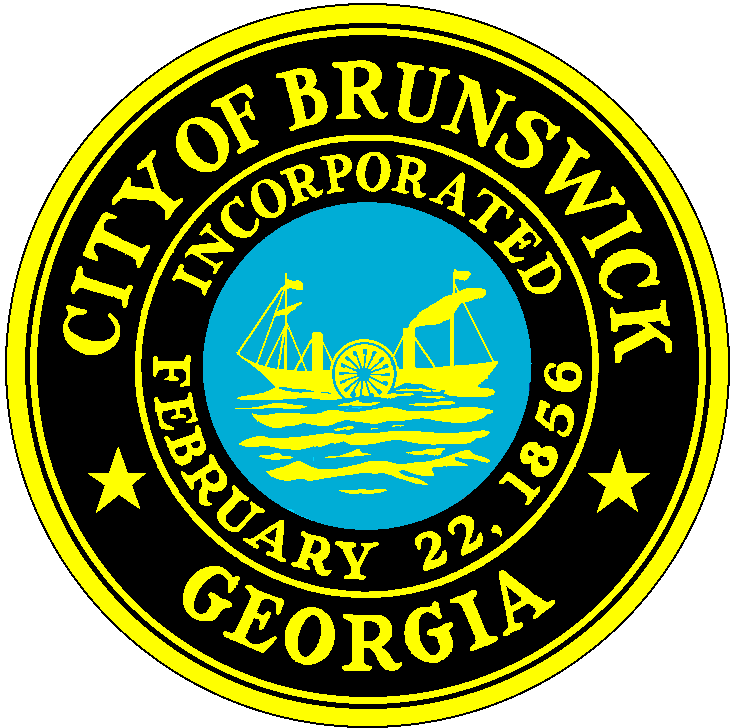 CITY OF BRUNSWICK
INCORPORATED
FEBRUARY 22, 1856
GEORGIA